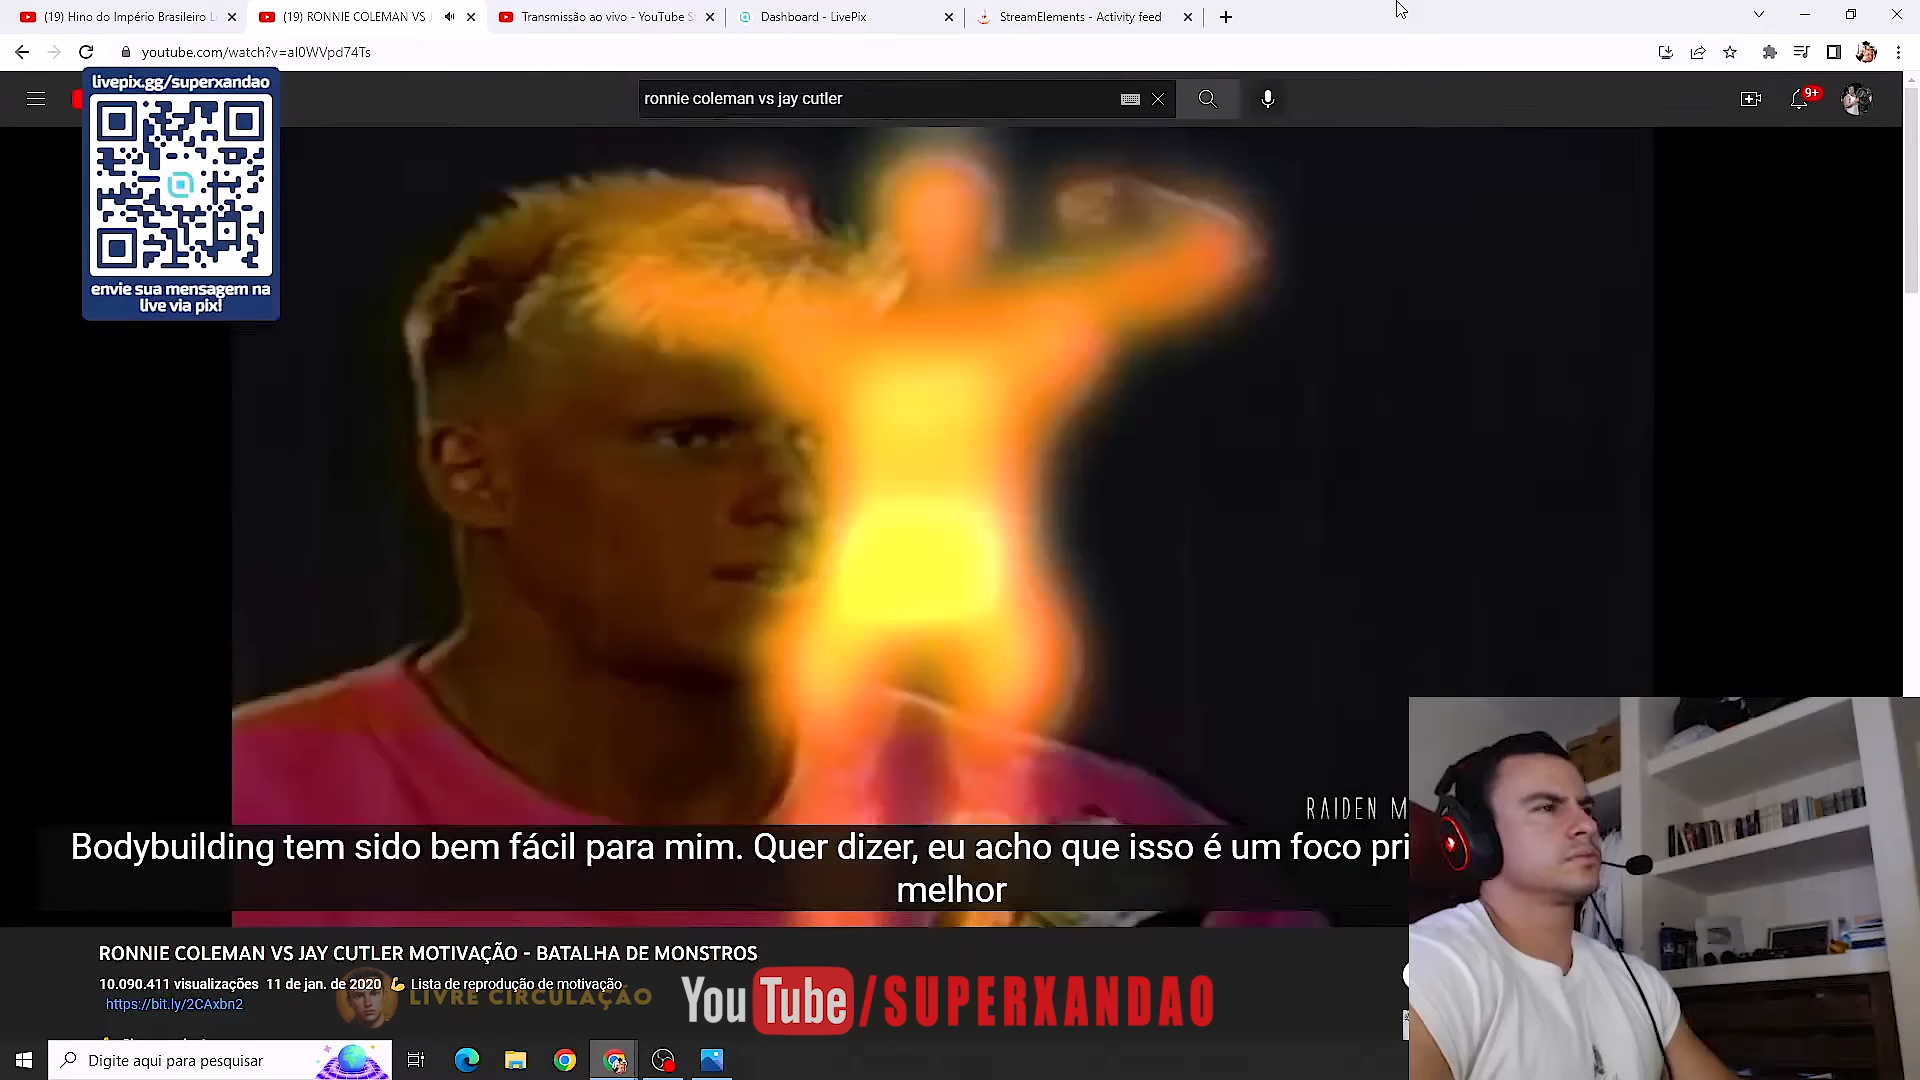 (19) Hino do Império Brasileiro L
(19) RONNIE COLEMAN VS J
Transmissão ao vivo - YouTube S
Dashboard - LivePix
StreamElements - Activity feed
youtube.com/watch?v=al0WVpd74Ts
livepix.gg/superxandao
envie sua mensagem na
live via pix!
ronnie coleman vs jay cutler
9+
RAIDEN M
Bodybuilding tem sido bem fácil para mim. Quer dizer, eu acho que isso é um foco pri
melhor
RONNIE COLEMAN VS JAY CUTLER MOTIVAÇÃO - BATALHA DE MONSTROS
10.090.411 visualizações 11 de jan. de 2020 💪 Lista de reprodução de motivação
https://bit.ly/2CAxbn2
LIVRE CIRCULAÇÃO
YouTube/SUPERXANDAO
Digite aqui para pesquisar